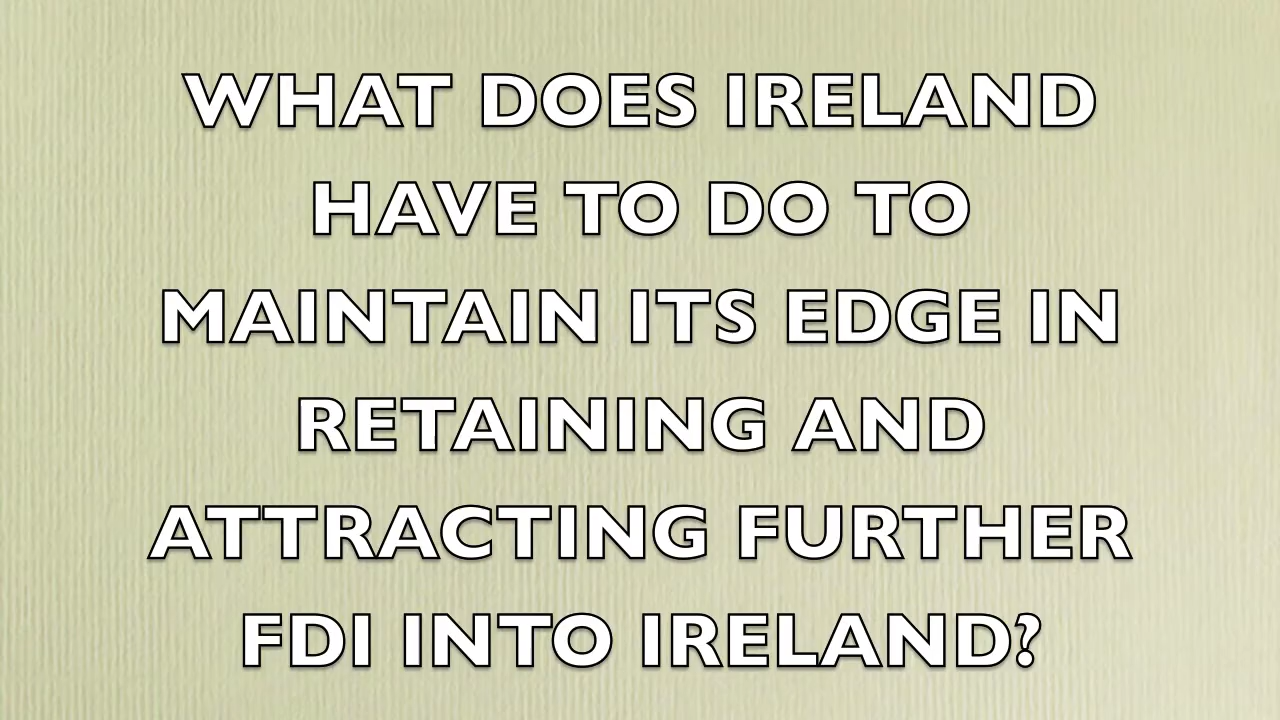 WHAT DOES IRELAND
HAVE TO DO TO
MAINTAIN ITS EDGE IN
RETAINING AND
ATTRACTING FURTHER
FDI INTO IRELAND?